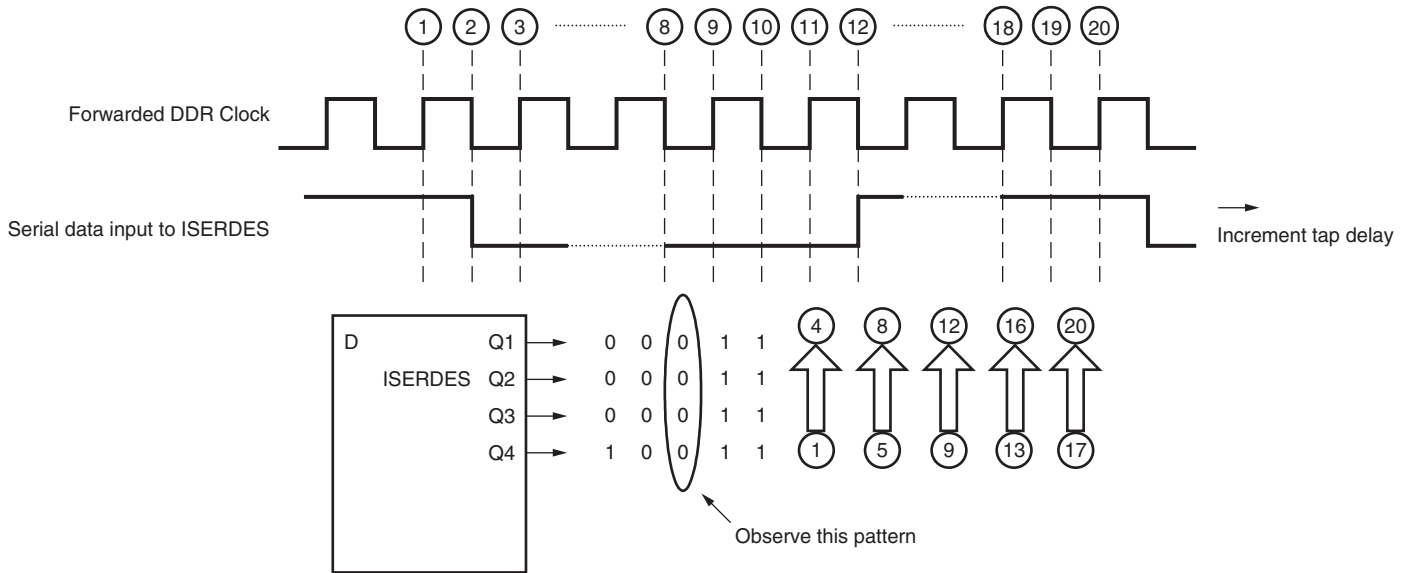 1 2 3 8 9 10 11 12 18 19 20
Forwarded DDR Clock
Serial data input to ISERDES
Increment tap delay
D Q1 0 0 0 1 1 4 8 12 16 20
ISERDES Q2 0 0 0 1 1
Q3 0 0 0 1 1
Q4 1 0 0 1 1 1 5 9 13 17
Observe this pattern